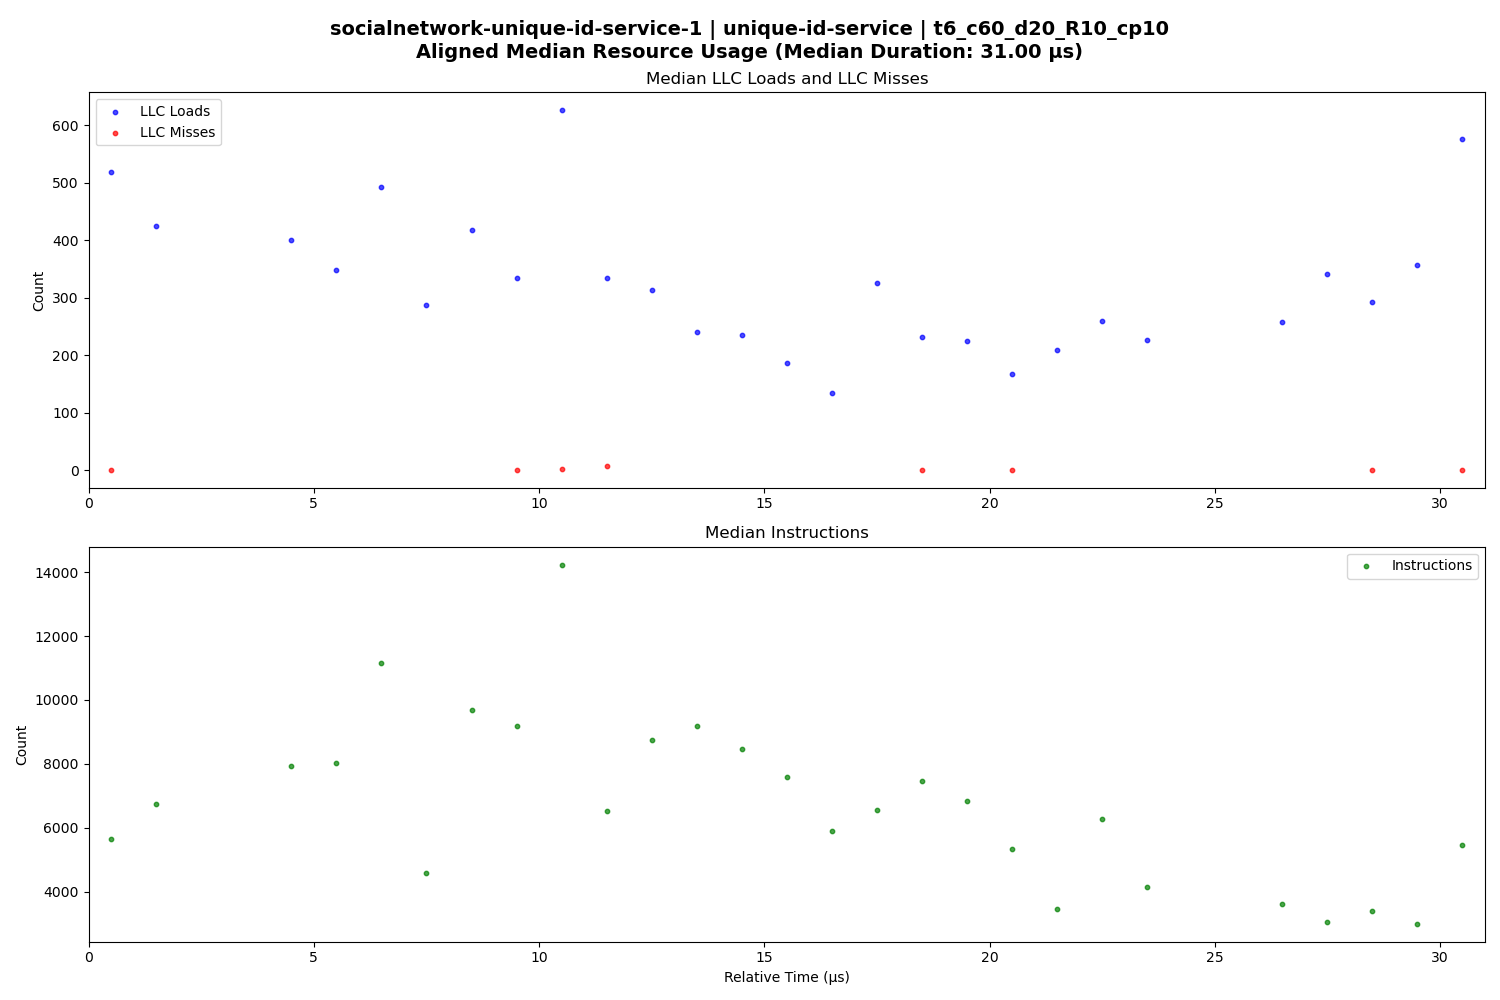 socialnetwork-unique-id-service-1 | unique-id-service | t6_c60_d20_R10_cp10
Aligned Median Resource Usage (Median Duration: 31.00 µs)
Median LLC Loads and LLC Misses
LLC Loads
LLC Misses
Count
600
500
400
300
200
100
0
0 5 10 15 20 25 30
Median Instructions
Instructions
Count
14000
12000
10000
8000
6000
4000
0 5 10 15 20 25 30
Relative Time (µs)